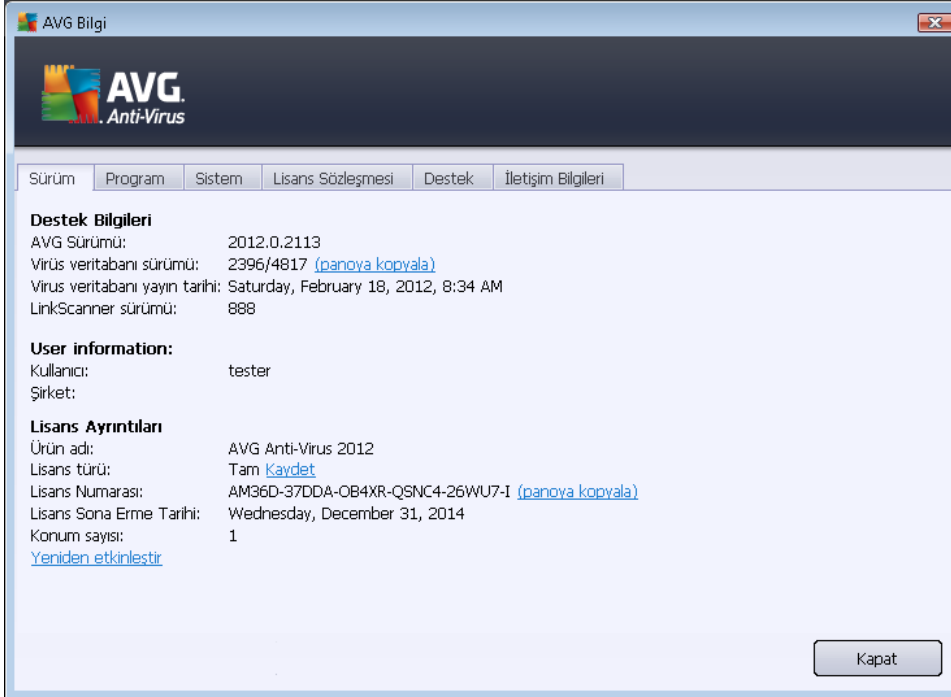 AVG Bilgi
AVG.
Anti-Virus
Sürüm Program Sistem Lisans Sözleşmesi Destek İletişim Bilgileri
Destek Bilgileri
AVG Sürümü: 2012.0.2113
Virüs veritabanı sürümü: 2396/4817 (panoya kopyala)
Virus veritabanı yayın tarihi: Saturday, February 18, 2012, 8:34 AM
LinkScanner sürümü: 888
User information:
Kullanıcı: tester
Şirket:
Lisans Ayrıntıları
Ürün adı: AVG Anti-Virus 2012
Lisans türü: Tam Kaydet
Lisans Numarası: AM36D-37DDA-OB4XR-QSNC4-26WU7-I (panoya kopyala)
Lisans Sona Erme Tarihi: Wednesday, December 31, 2014
Konum sayısı: 1
Yeniden etkinleştir
Kapat